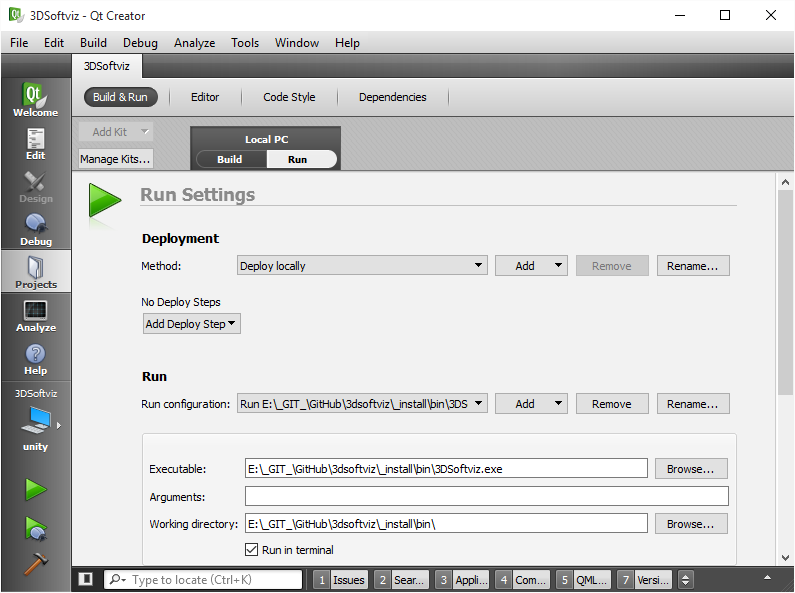 3DSoftviz - Qt Creator
File Edit Build Debug Analyze Tools Window Help
3DSoftviz
Qt
Welcome
Build & Run Editor Code Style Dependencies
Add Kit
Manage Kits...
Local PC
Build Run
Edit
Design
Debug
Projects
Analyze
?
Help
3DSoftviz
unity
Run Settings
Deployment
Method: Deploy locally Add Remove Rename...
No Deploy Steps
Add Deploy Step
Run
Run configuration: Run E:\_GIT_\GitHub\3dsoftviz\_install\bin\3DS Add Remove Rename...
Executable: E:\_GIT_\GitHub\3dsoftviz\_install\bin\3DSoftviz.exe Browse...
Arguments:
Working directory: E:\_GIT_\GitHub\3dsoftviz\_install\bin\ Browse...
Run in terminal
Type to locate (Ctrl+K) 1 Issues 2 Sear... 3 Appli... 4 Com... 5 QML... 7 Versi...